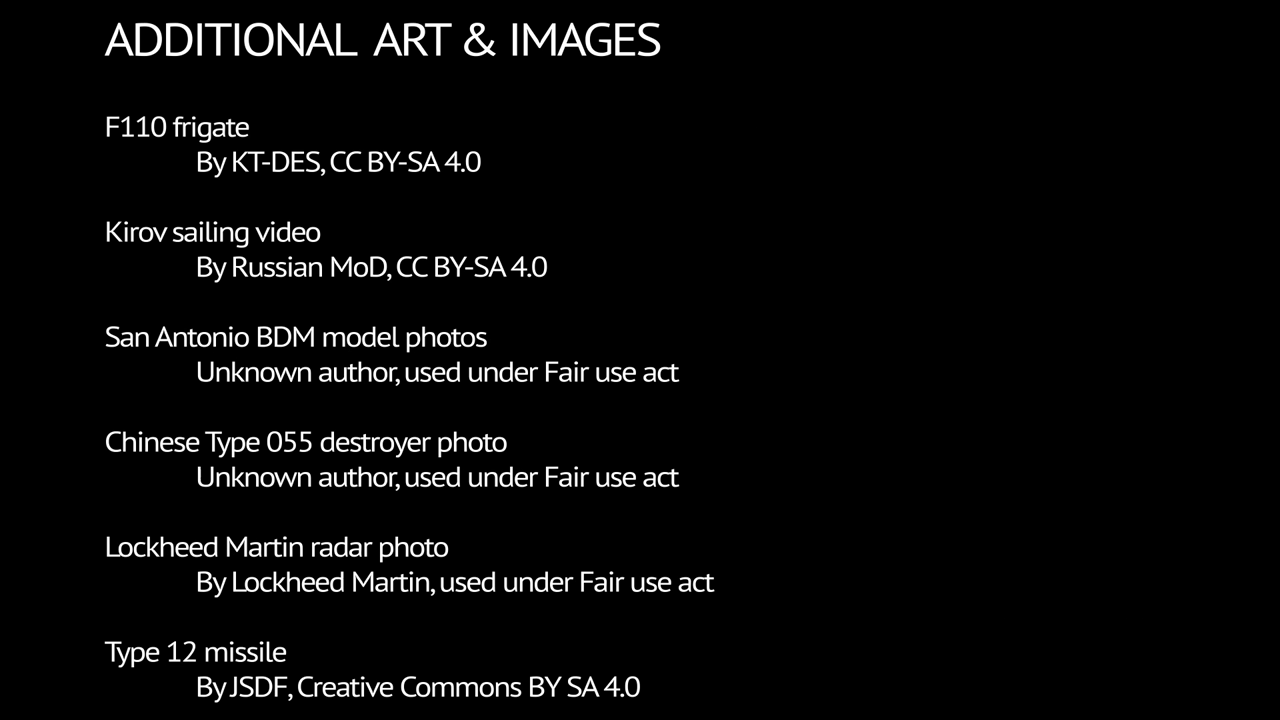 ADDITIONAL ART & IMAGES
F110 frigate
By KT-DES, CC BY-SA 4.0
Kirov sailing video
By Russian MoD, CC BY-SA 4.0
San Antonio BDM model photos
Unknown author, used under Fair use act
Chinese Type 055 destroyer photo
Unknown author, used under Fair use act
Lockheed Martin radar photo
By Lockheed Martin, used under Fair use act
Type 12 missile
By JSDF, Creative Commons BY SA 4.0